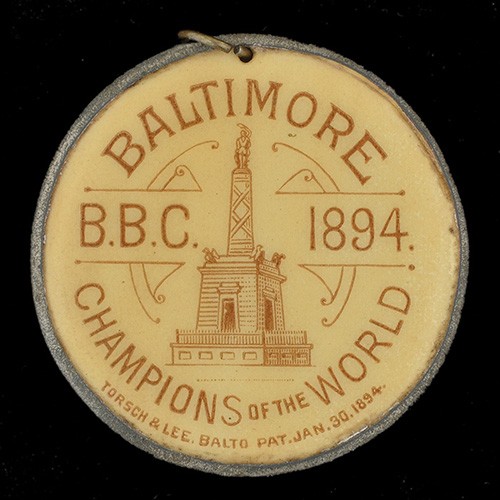 BALTIMORE
B.B.C. 1894.
CHAMPIONS OF THE WORLD
TORSCH & LEE, BALTO PAT. JAN. 30, 1894.